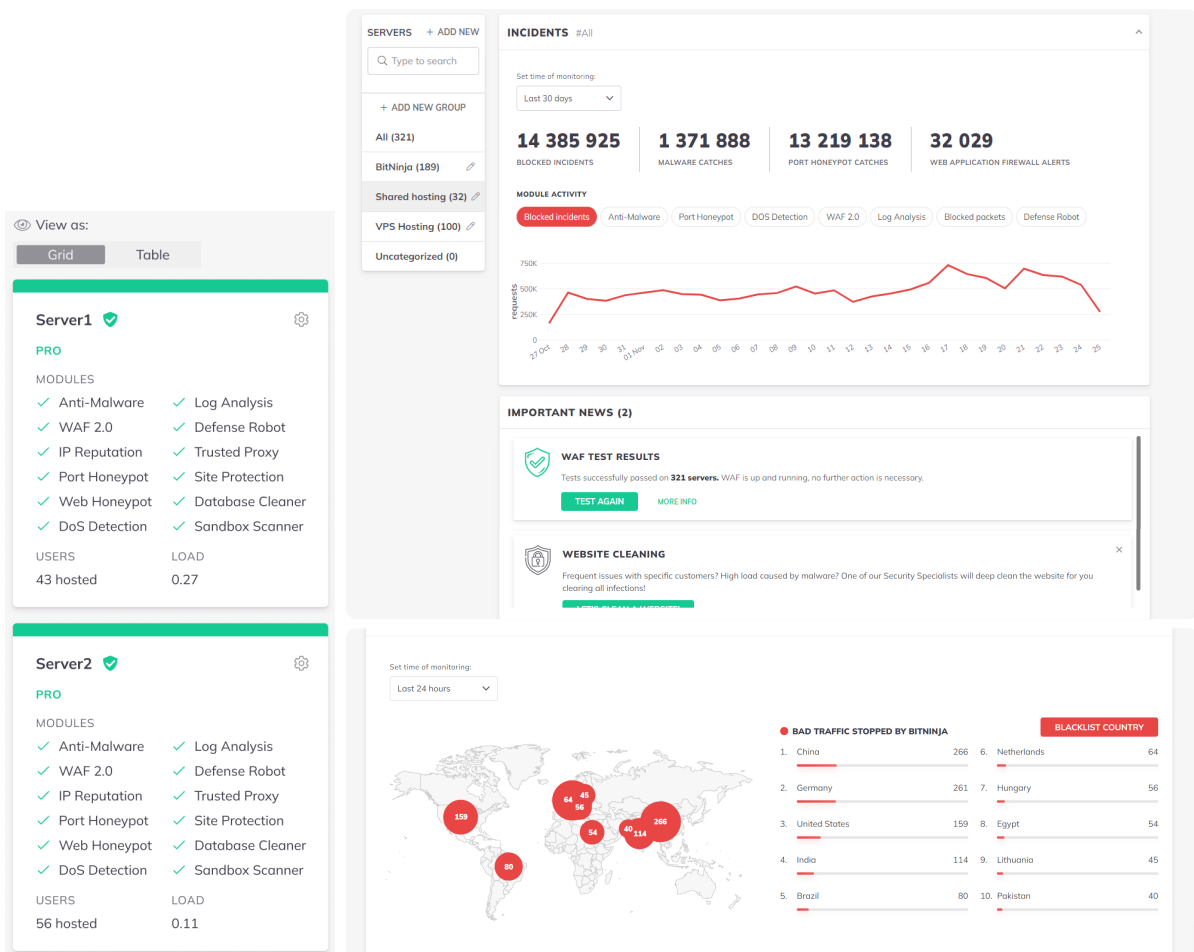 View as:
Grid Table
Server1
PRO
MODULES
Anti-Malware Log Analysis
WAF 2.0 Defense Robot
IP Reputation Trusted Proxy
Port Honeypot Site Protection
Web Honeypot Database Cleaner
DoS Detection Sandbox Scanner
USERS LOAD
43 hosted 0.27
Server2
PRO
MODULES
Anti-Malware Log Analysis
WAF 2.0 Defense Robot
IP Reputation Trusted Proxy
Port Honeypot Site Protection
Web Honeypot Database Cleaner
DoS Detection Sandbox Scanner
USERS LOAD
56 hosted 0.11
SERVERS + ADD NEW
Type to search
+ ADD NEW GROUP
All (321)
BitNinja (189)
Shared hosting (32)
VPS Hosting (100)
Uncategorized (0)
INCIDENTS #All
Set time of monitoring:
Last 30 days
14 385 925 1 371 888 13 219 138 32 029
BLOCKED INCIDENTS MALWARE CATCHES PORT HONEYPOT CATCHES WEB APPLICATION FIREWALL ALERTS
MODULE ACTIVITY
Blocked incidents Anti-Malware Port Honeypot DOS Detection WAF 2.0 Log Analysis Blocked packets Defense Robot
750K
500K
250K
0
requests
27 Oct 28 29 30 31 01 Nov 02 03 04 05 06 07 08 09 10 11 12 13 14 15 16 17 18 19 20 21 22 23 24 25
IMPORTANT NEWS (2)
WAF TEST RESULTS
Tests successfully passed on 321 servers. WAF is up and running, no further action is necessary.
TEST AGAIN MORE INFO
WEBSITE CLEANING
Frequent issues with specific customers? High load caused by malware? One of our Security Specialists will deep clean the website for you
clearing all infections!
LET'S CLEAN A WEBSITE!
Set time of monitoring:
Last 24 hours
159
80
64
45
56
54
40
114
266
BAD TRAFFIC STOPPED BY BITNINJA BLACKLIST COUNTRY
1. China 266 6. Netherlands 64
2. Germany 261 7. Hungary 56
3. United States 159 8. Egypt 54
4. India 114 9. Lithuania 45
5. Brazil 80 10. Pakistan 40